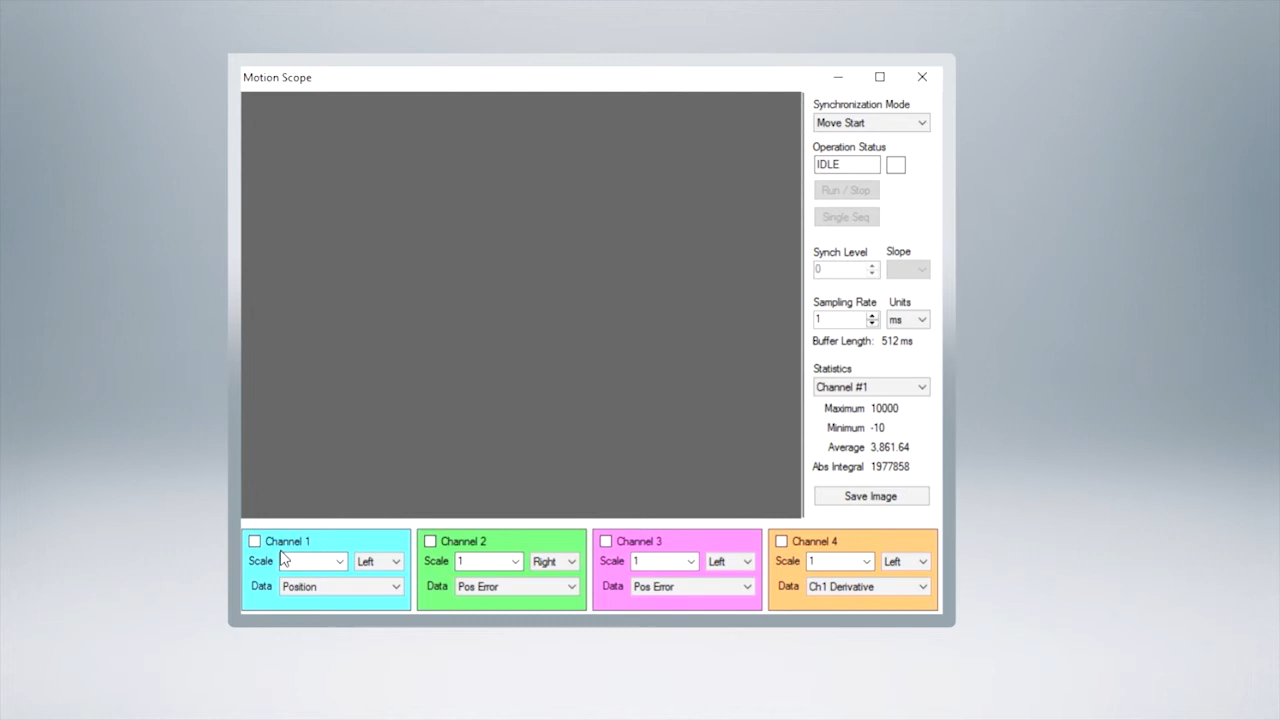 Motion Scope
Synchronization Mode
Move Start
Operation Status
IDLE
Run / Stop
Single Seq
Synch Level Slope
0
Sampling Rate Units
1 ms
Buffer Length: 512 ms
Statistics
Channel #1
Maximum 10000
Minimum -10
Average 3,861.64
Abs Integral 1977858
Save Image
Channel 1
Scale Left
Data Position
Channel 2
Scale 1 Right
Data Pos Error
Channel 3
Scale 1 Left
Data Pos Error
Channel 4
Scale 1 Left
Data Ch1 Derivative